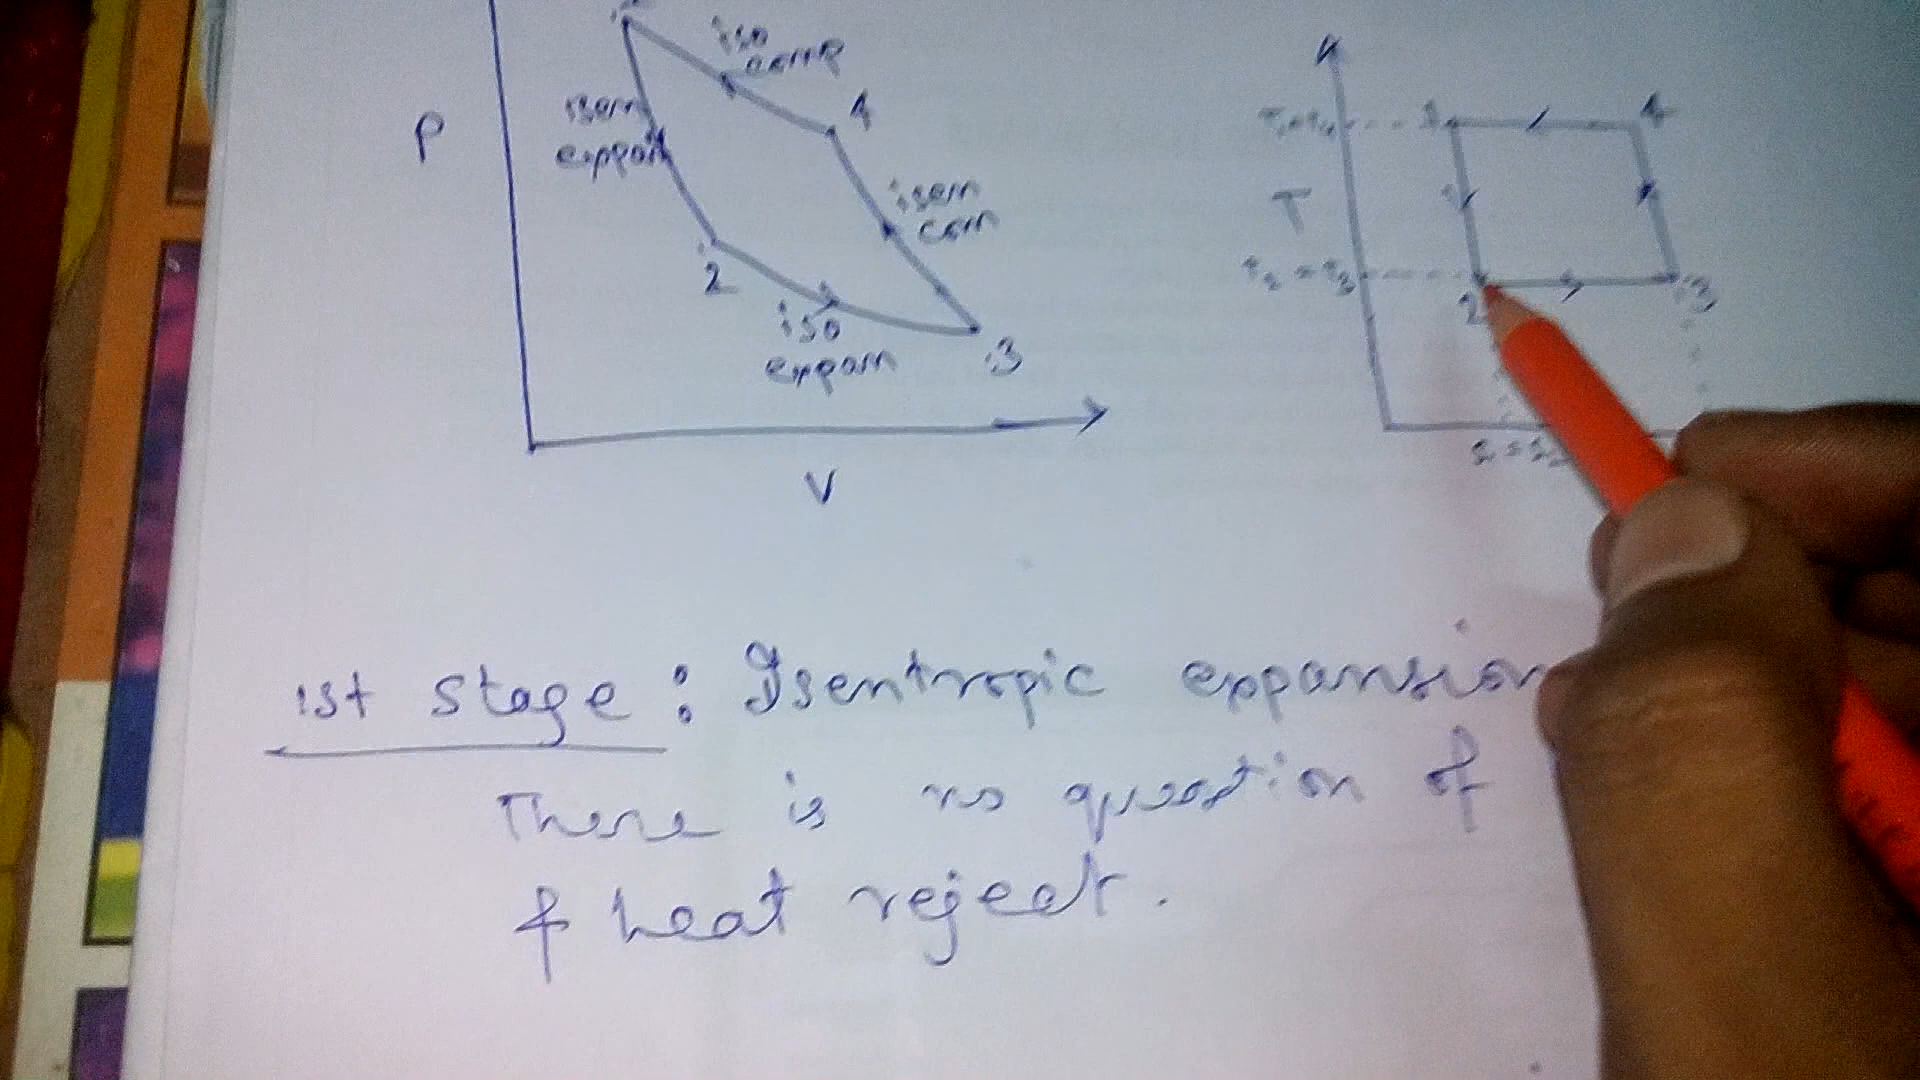 iso
comp
isen
expan
P
4
isen
com
2
iso
expan
3
V
1
4
T
2
3
1st stage : Isentropic expansion
There is no question of
& heat reject.